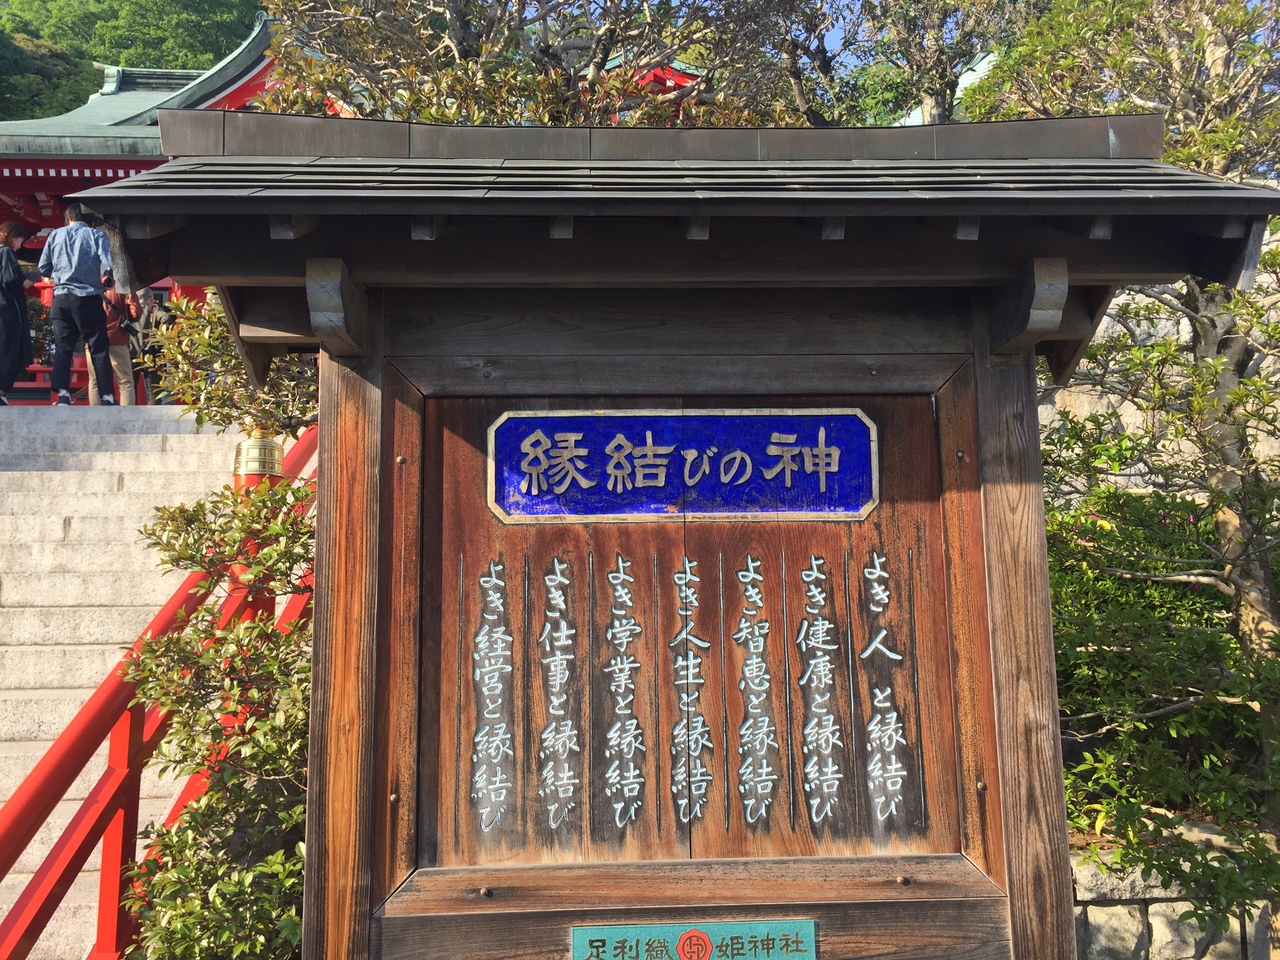 縁結びの神
よき人と縁結び
よき健康と縁結び
よき智恵と縁結び
よき人生と縁結び
よき学業と縁結び
よき仕事と縁結び
よき経営と縁結び
足利織姫神社